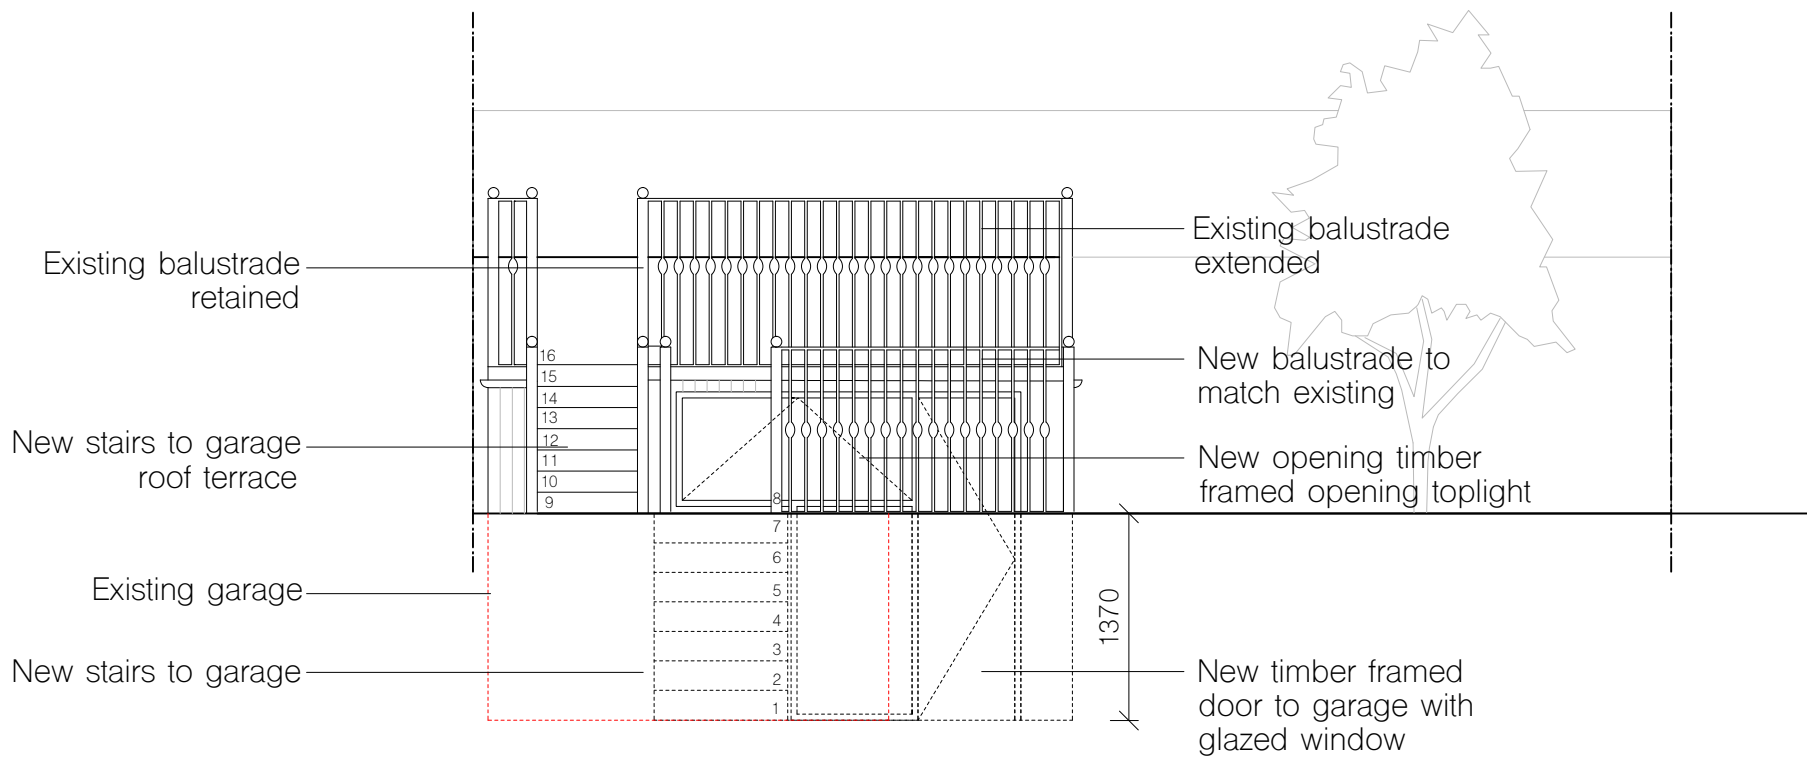 Existing balustrade
retained
New stairs to garage
roof terrace
Existing garage
New stairs to garage
16
15
14
13
12
11
10
9
8
7
6
5
4
3
2
1
Existing balustrade
extended
New balustrade to
match existing
New opening timber
framed opening toplight
1370
New timber framed
door to garage with
glazed window